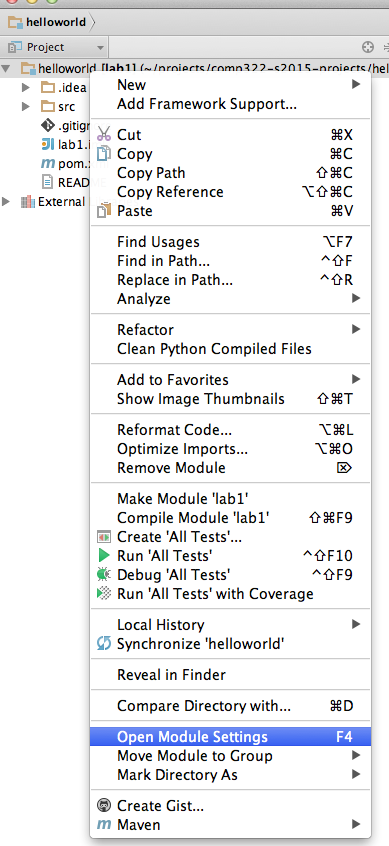 helloworld
Project
helloworld [lab1] (~/projects/comp322-s2015-projects/hel
.idea
src
.gitign
lab1.i
pom.x
READ
External
New
Add Framework Support...
Cut ⌘X
Copy ⌘C
Copy Path ⇧⌘C
Copy Reference ⌥⇧⌘C
Paste ⌘V
Find Usages ⌥F7
Find in Path... ^⇧F
Replace in Path... ^⇧R
Analyze
Refactor
Clean Python Compiled Files
Add to Favorites
Show Image Thumbnails ⇧⌘T
Reformat Code... ⌥⌘L
Optimize Imports... ⌥⌘O
Remove Module ⌦
Make Module 'lab1'
Compile Module 'lab1' ⇧⌘F9
Create 'All Tests'...
Run 'All Tests' ^⇧F10
Debug 'All Tests' ^⇧F9
Run 'All Tests' with Coverage
Local History
Synchronize 'helloworld'
Reveal in Finder
Compare Directory with... ⌘D
Open Module Settings F4
Move Module to Group
Mark Directory As
Create Gist...
Maven